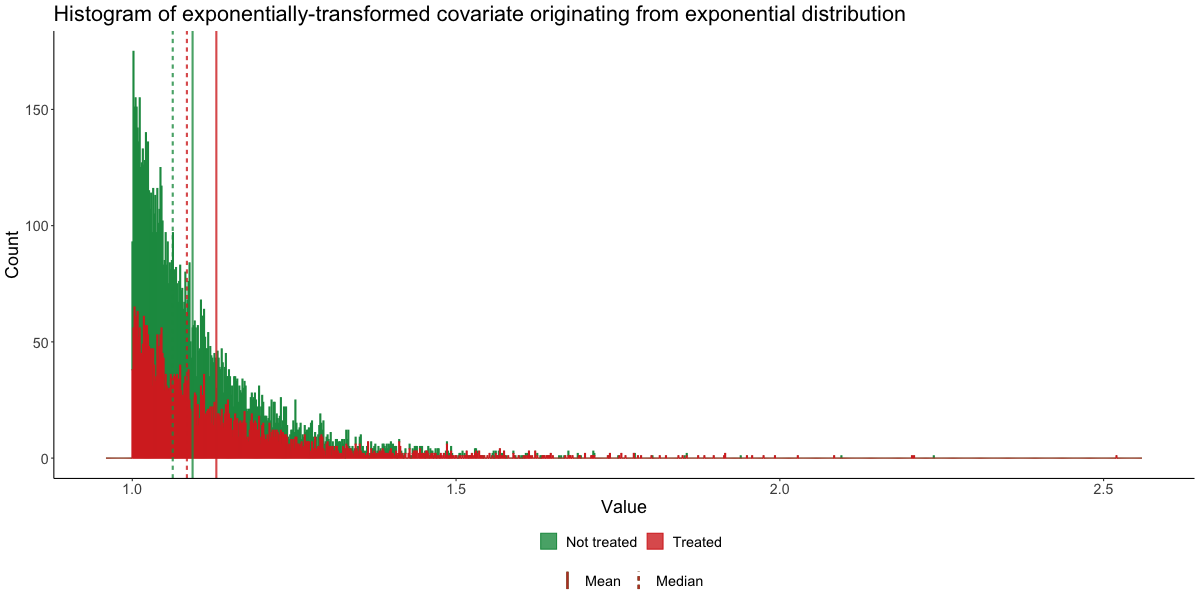 Histogram of exponentially-transformed covariate originating from exponential distribution
150
100
50
0
Count
1.0 1.5 2.0 2.5
Value
Not treated Treated
Mean Median